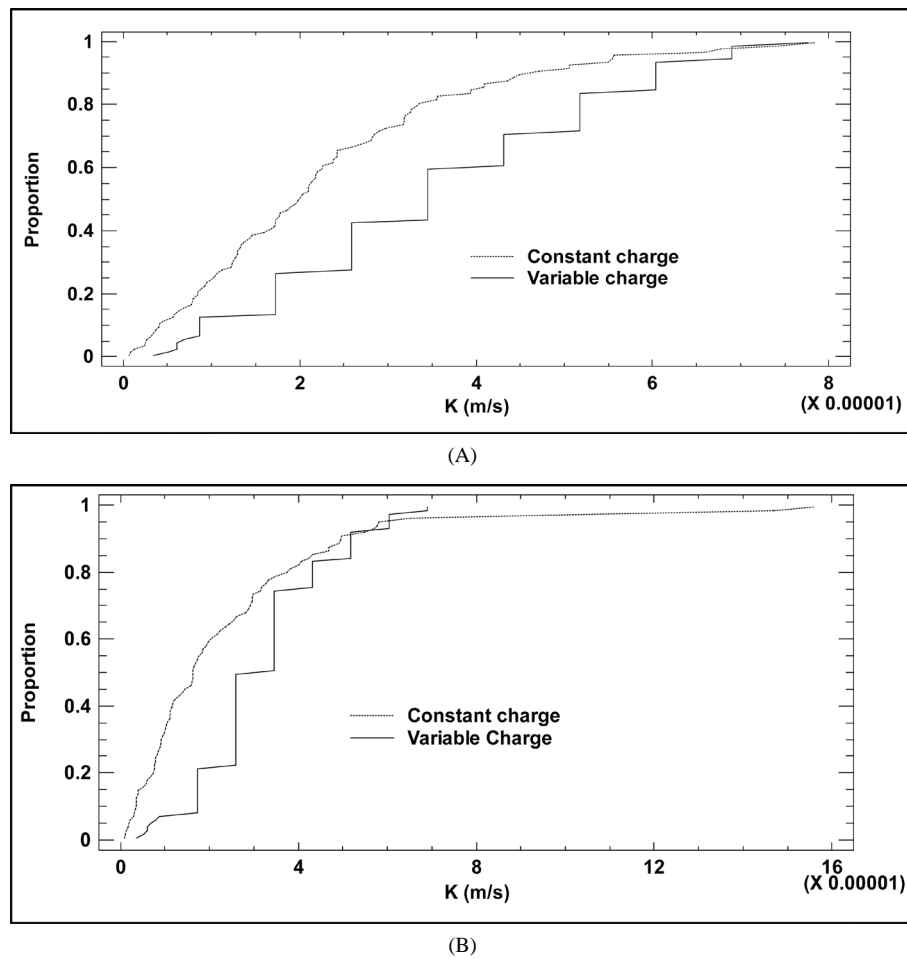 1
0.8
0.6
0.4
0.2
0
Proportion
Constant charge
Variable charge
0 2 4 6 8
K (m/s)
(X 0.00001)
(A)
1
0.8
0.6
0.4
0.2
0
Proportion
Constant charge
Variable Charge
0 4 8 12 16
K (m/s)
(X 0.00001)
(B)